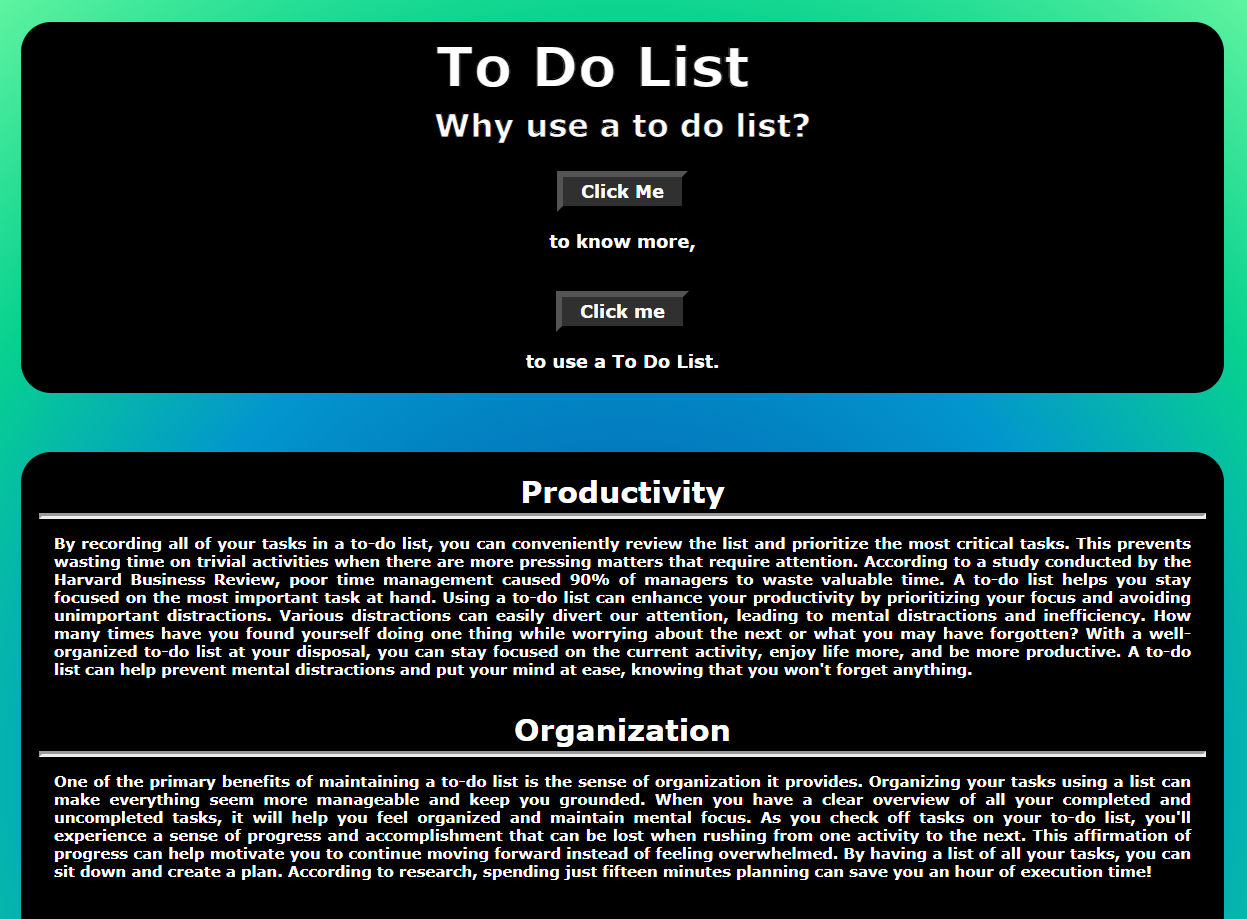 To Do List
Why use a to do list?
Click Me
to know more,
Click me
to use a To Do List.
Productivity
By recording all of your tasks in a to-do list, you can conveniently review the list and prioritize the most critical tasks. This prevents
wasting time on trivial activities when there are more pressing matters that require attention. According to a study conducted by the
Harvard Business Review, poor time management caused 90% of managers to waste valuable time. A to-do list helps you stay
focused on the most important task at hand. Using a to-do list can enhance your productivity by prioritizing your focus and avoiding
unimportant distractions. Various distractions can easily divert our attention, leading to mental distractions and inefficiency. How
many times have you found yourself doing one thing while worrying about the next or what you may have forgotten? With a well-
organized to-do list at your disposal, you can stay focused on the current activity, enjoy life more, and be more productive. A to-do
list can help prevent mental distractions and put your mind at ease, knowing that you won't forget anything.
Organization
One of the primary benefits of maintaining a to-do list is the sense of organization it provides. Organizing your tasks using a list can
make everything seem more manageable and keep you grounded. When you have a clear overview of all your completed and
uncompleted tasks, it will help you feel organized and maintain mental focus. As you check off tasks on your to-do list, you'll
experience a sense of progress and accomplishment that can be lost when rushing from one activity to the next. This affirmation of
progress can help motivate you to continue moving forward instead of feeling overwhelmed. By having a list of all your tasks, you can
sit down and create a plan. According to research, spending just fifteen minutes planning can save you an hour of execution time!